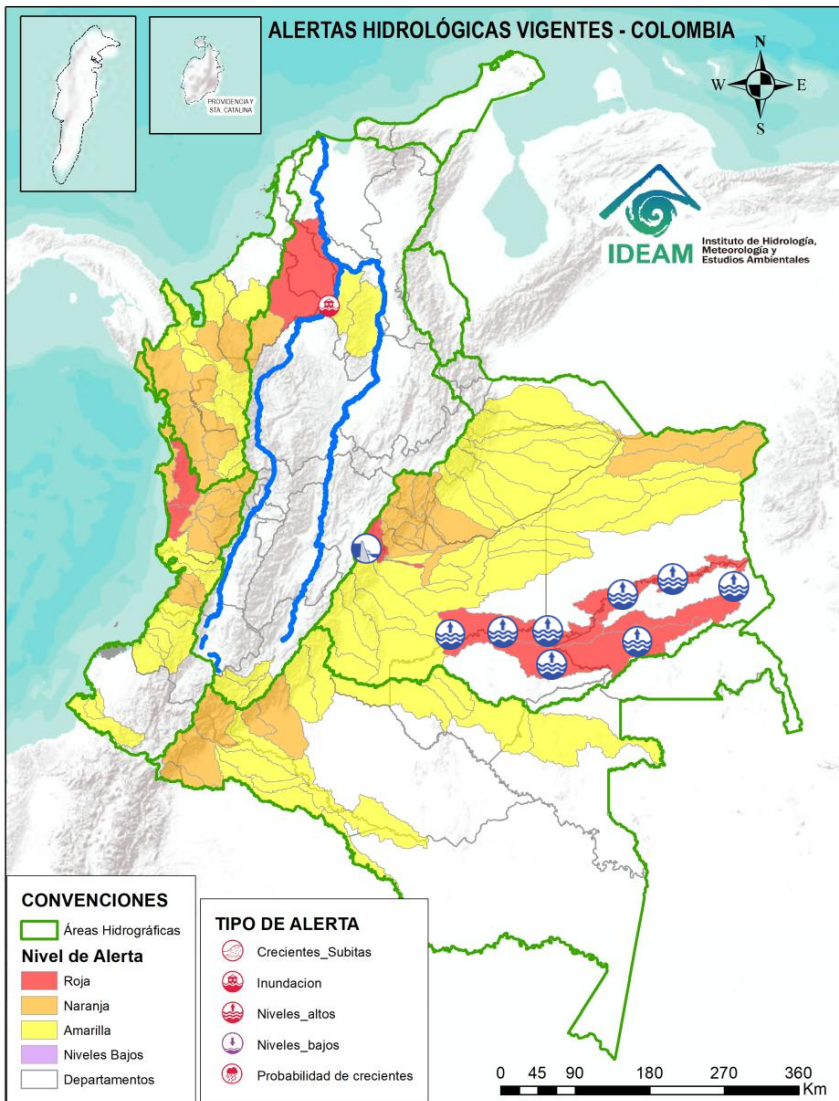 ALERTAS HIDROLÓGICAS VIGENTES - COLOMBIA
PROVIDENCIA Y
STA. CATALINA
N
W
E
S
IDEAM
Instituto de Hidrología,
Meteorología y
Estudios Ambientales
CONVENCIONES
Áreas Hidrográficas
Nivel de Alerta
Roja
Naranja
Amarilla
Niveles Bajos
Departamentos
TIPO DE ALERTA
Crecientes_Subitas
Inundacion
Niveles_altos
Niveles_bajos
Probabilidad de crecientes
0 45 90 180 270 360
Km